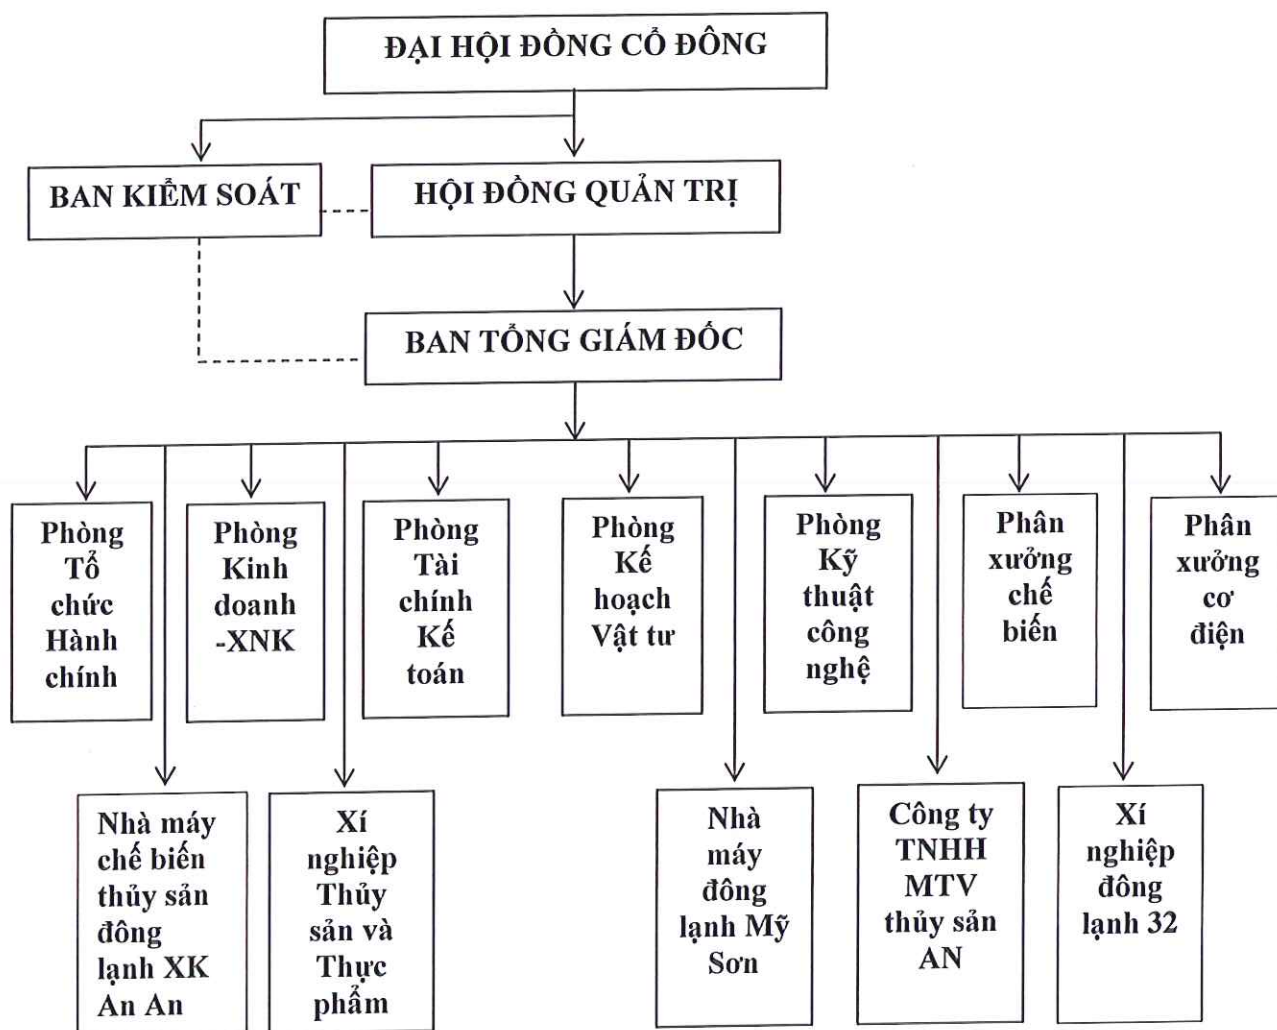 ĐẠI HỘI ĐỒNG CỔ ĐÔNG
BAN KIỂM SOÁT
HỘI ĐỒNG QUẢN TRỊ
BAN TỔNG GIÁM ĐỐC
Phòng
Tổ
chức
Hành
chính
Phòng
Kinh
doanh
-XNK
Phòng
Tài
chính
Kế
toán
Phòng
Kế
hoạch
Vật tư
Phòng
Kỹ
thuật
công
nghệ
Phân
xưởng
chế
biến
Phân
xưởng
cơ
điện
Nhà máy
chế biến
thủy sản
đông
lạnh XK
An An
Xí
nghiệp
Thủy
sản và
Thực
phẩm
Nhà
máy
đông
lạnh Mỹ
Sơn
Công ty
TNHH
MTV
thủy sản
AN
Xí
nghiệp
đông
lạnh 32